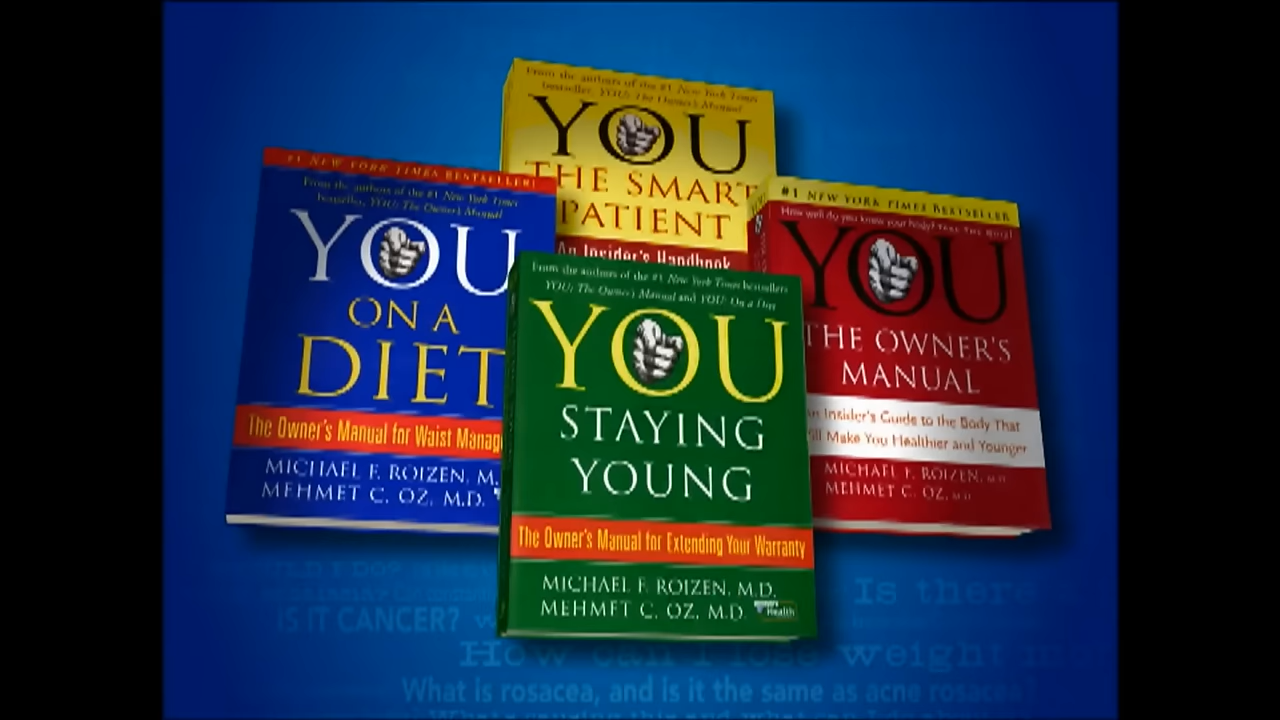 From the authors of the #1 New York Times
bestseller, YOU: The Owner's Manual
YOU
THE SMART
PATIENT
An Insider's Handbook
#1 NEW YORK TIMES BESTSELLER!
From the authors of the #1 New York Times
bestseller, YOU: The Owner's Manual
YOU
ON A
DIET
The Owner's Manual for Waist Manag
MICHAEL F. ROIZEN, M.
MEHMET C. OZ, M.D.
#1 NEW YORK TIMES BESTSELLER
How well do you know your body? TAKE THE QUIZ!
YOU
THE OWNER'S
MANUAL
An Insider's Guide to the Body That
Will Make You Healthier and Younger
MICHAEL F. ROIZEN, M.D.
MEHMET C. OZ, M.D.
From the authors of the #1 New York Times bestsellers
YOU: The Owner's Manual and YOU: On a Diet
YOU
STAYING
YOUNG
The Owner's Manual for Extending Your Warranty
MICHAEL F. ROIZEN, M.D.
MEHMET C. OZ, M.D.
Health
Is there
IS IT CANCER?
How can I lose weight
What is rosacea, and is it the same as acne rosacea